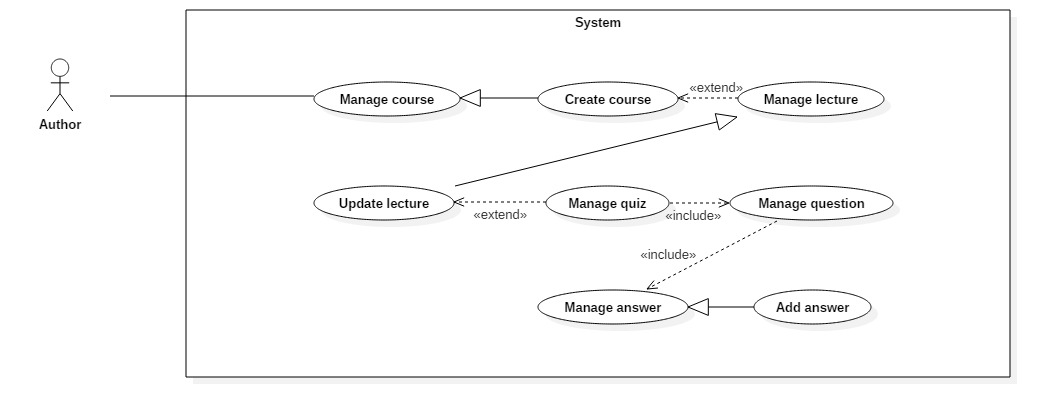 System
Author
Manage course
Create course
«extend»
Manage lecture
Update lecture
«extend»
Manage quiz
«include»
Manage question
«include»
Manage answer
Add answer